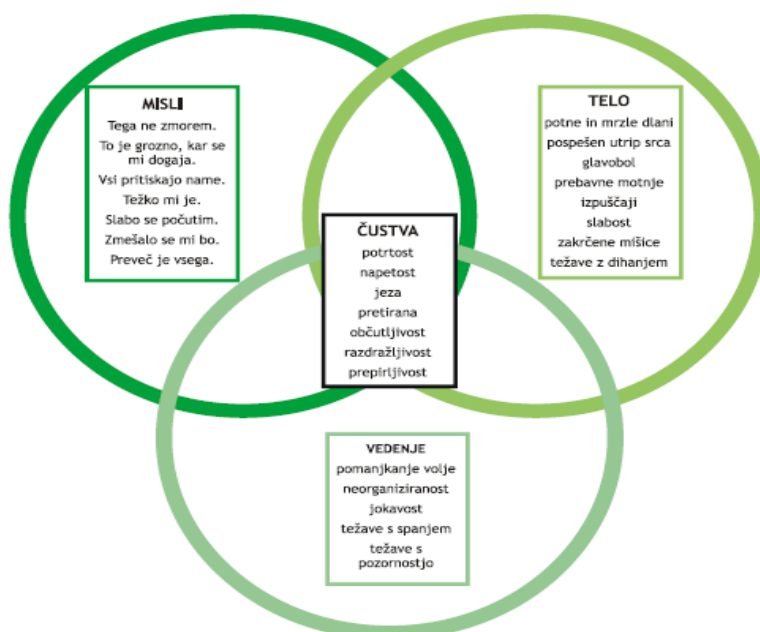 MISLI
Tega ne zmorem.
To je grozno, kar se
mi dogaja.
Vsi pritiskajo name.
Težko mi je.
Slabo se počutim.
Zmešalo se mi bo.
Preveč je vsega.
TELO
potne in mrzle dlani
pospešen utrip srca
glavobol
prebavne motnje
izpuščaji
slabost
zakrčene mišice
težave z dihanjem
ČUSTVA
potrtost
napetost
jeza
pretirana
občutljivost
razdražljivost
prepirljivost
VEDENJE
pomanjkanje volje
neorganiziranost
jokavost
težave s spanjem
težave s
pozornostjo